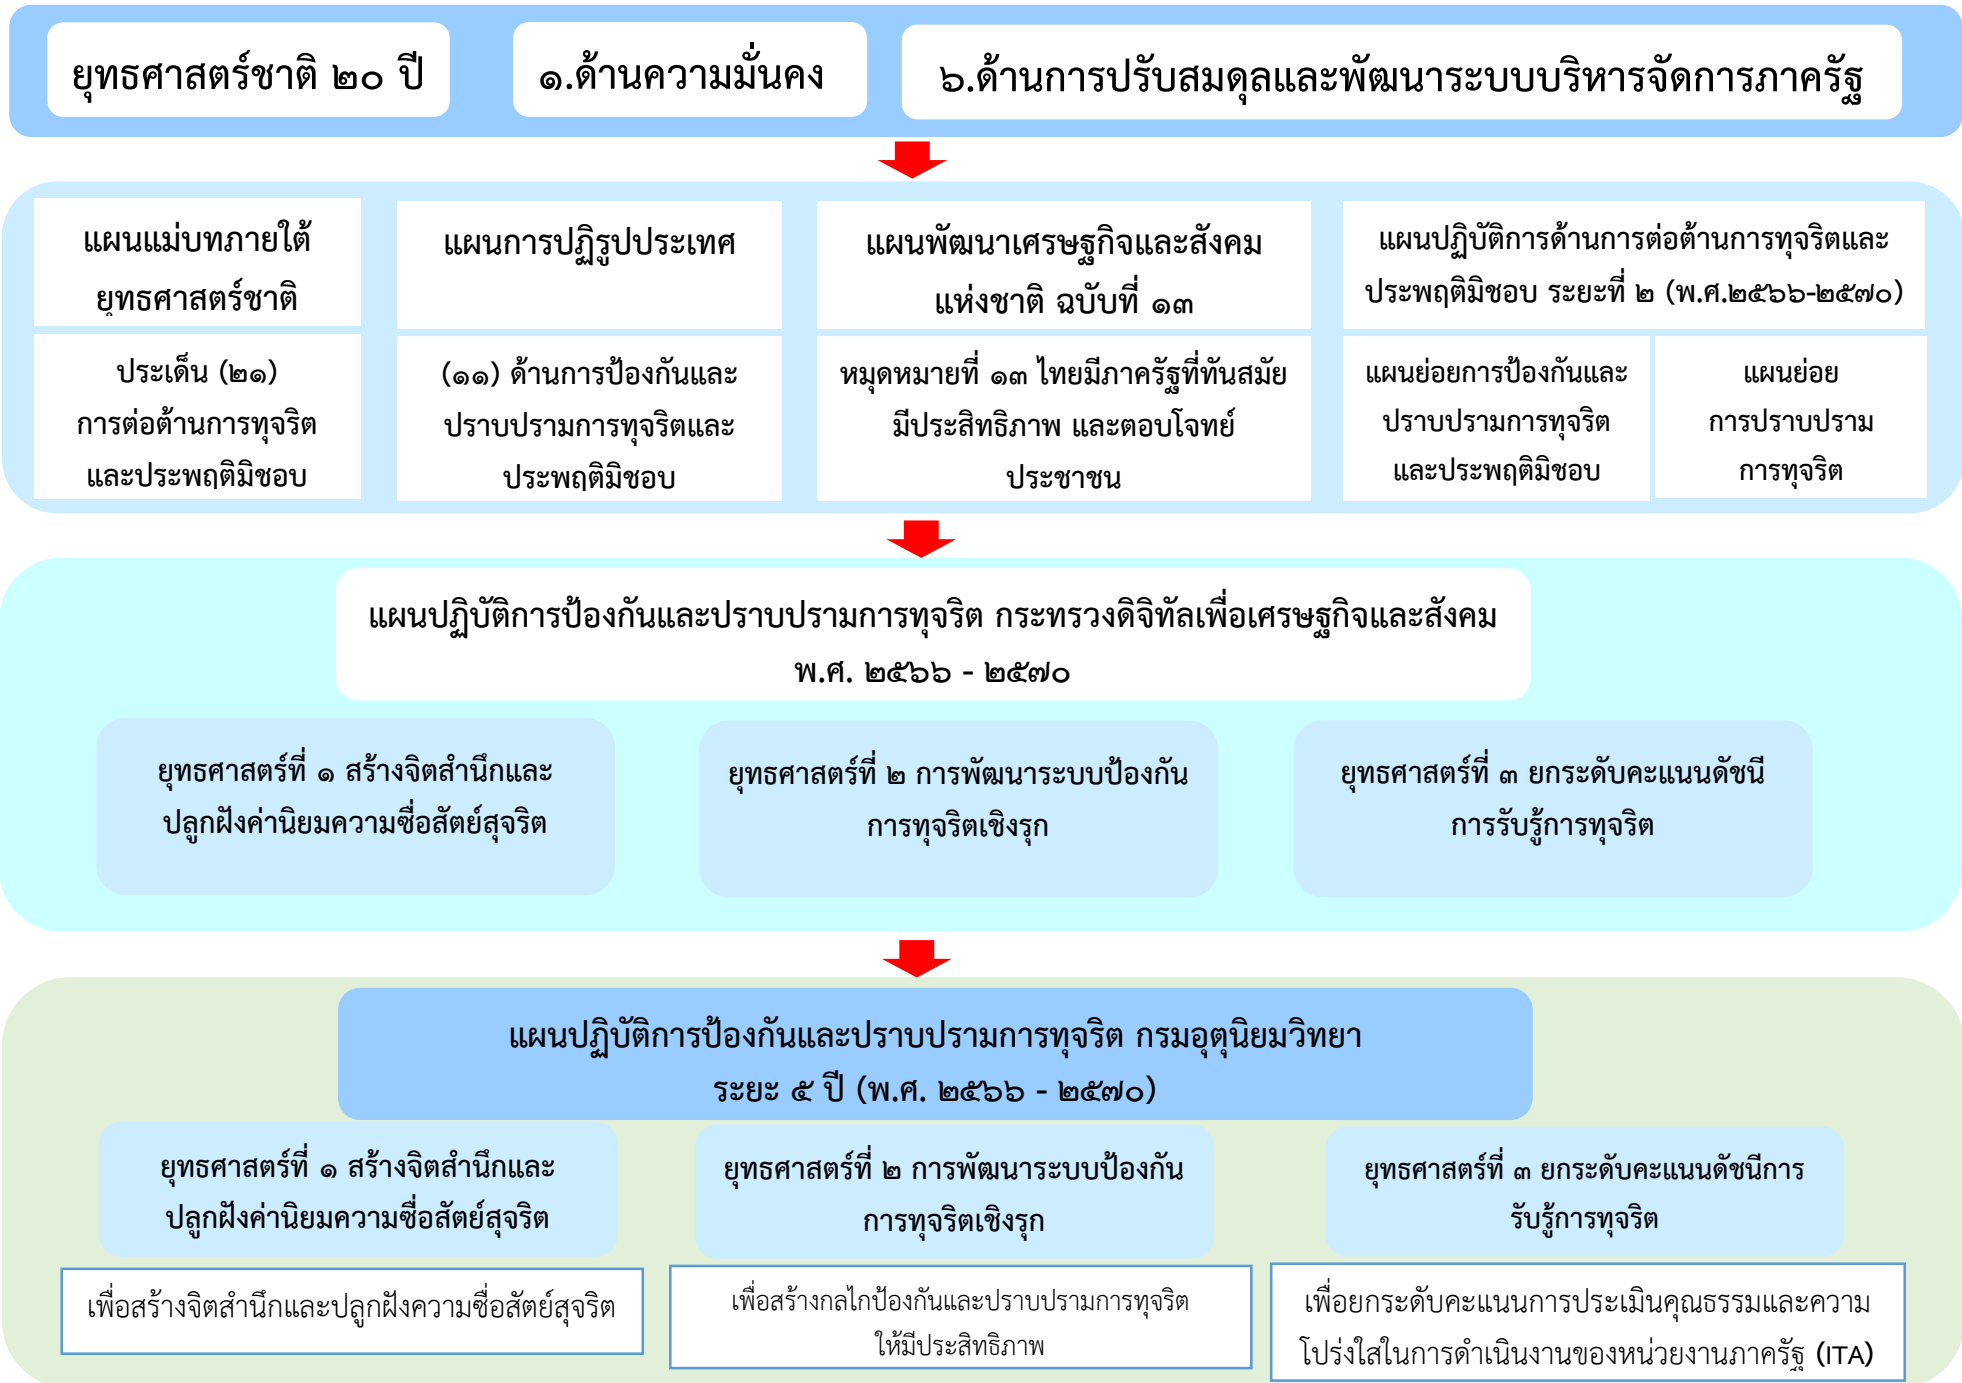 ยุทธศาสตร์ชาติ ๒๐ ปี
๑.ด้านความมั่นคง
๖.ด้านการปรับสมดุลและพัฒนาระบบบริหารจัดการภาครัฐ
แผนแม่บทภายใต้
ยุทธศาสตร์ชาติ
แผนการปฏิรูปประเทศ
แผนพัฒนาเศรษฐกิจและสังคม
แห่งชาติ ฉบับที่ ๑๓
แผนปฏิบัติการด้านการต่อต้านการทุจริตและ
ประพฤติมิชอบ ระยะที่ ๒ (พ.ศ.๒๕๖๖-๒๕๗๐)
ประเด็น (๒๑)
การต่อต้านการทุจริต
และประพฤติมิชอบ
(๑๑) ด้านการป้องกันและ
ปราบปรามการทุจริตและ
ประพฤติมิชอบ
หมุดหมายที่ ๑๓ ไทยมีภาครัฐที่ทันสมัย
มีประสิทธิภาพ และตอบโจทย์
ประชาชน
แผนย่อยการป้องกันและ
ปราบปรามการทุจริต
และประพฤติมิชอบ
แผนย่อย
การปราบปราม
การทุจริต
แผนปฏิบัติการป้องกันและปราบปรามการทุจริต กระทรวงดิจิทัลเพื่อเศรษฐกิจและสังคม
พ.ศ. ๒๕๖๖ - ๒๕๗๐
ยุทธศาสตร์ที่ ๑ สร้างจิตสำนึกและ
ปลูกฝังค่านิยมความซื่อสัตย์สุจริต
ยุทธศาสตร์ที่ ๒ การพัฒนาระบบป้องกัน
การทุจริตเชิงรุก
ยุทธศาสตร์ที่ ๓ ยกระดับคะแนนดัชนี
การรับรู้การทุจริต
แผนปฏิบัติการป้องกันและปราบปรามการทุจริต กรมอุตุนิยมวิทยา
ระยะ ๕ ปี (พ.ศ. ๒๕๖๖ - ๒๕๗๐)
ยุทธศาสตร์ที่ ๑ สร้างจิตสำนึกและ
ปลูกฝังค่านิยมความซื่อสัตย์สุจริต
ยุทธศาสตร์ที่ ๒ การพัฒนาระบบป้องกัน
การทุจริตเชิงรุก
ยุทธศาสตร์ที่ ๓ ยกระดับคะแนนดัชนีการ
รับรู้การทุจริต
เพื่อสร้างจิตสำนึกและปลูกฝังความซื่อสัตย์สุจริต
เพื่อสร้างกลไกป้องกันและปราบปรามการทุจริต
ให้มีประสิทธิภาพ
เพื่อยกระดับคะแนนการประเมินคุณธรรมและความ
โปร่งใสในการดำเนินงานของหน่วยงานภาครัฐ (ITA)